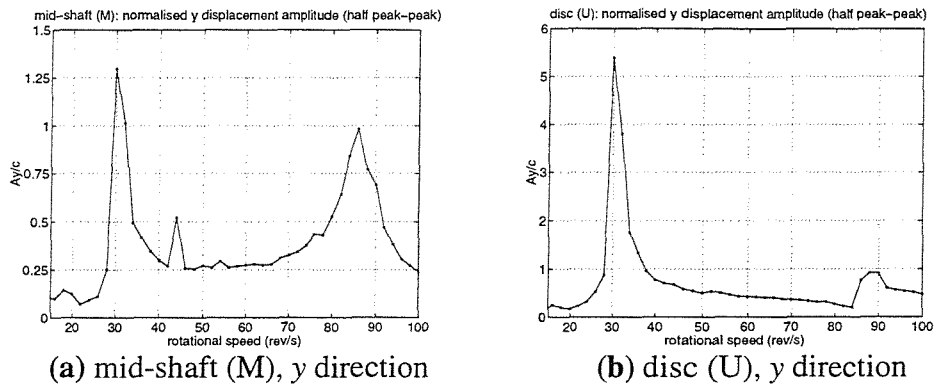 mid-shaft (M): normalised y displacement amplitude (half peak-peak)
1.5
1.25
1
0.75
0.5
0.25
0
Ay/c
20 30 40 50 60 70 80 90 100
rotational speed (rev/s)
(a) mid-shaft (M), y direction
disc (U): normalised y displacement amplitude (half peak-peak)
6
5
4
3
2
1
0
Ay/c
20 30 40 50 60 70 80 90 100
rotational speed (rev/s)
(b) disc (U), y direction